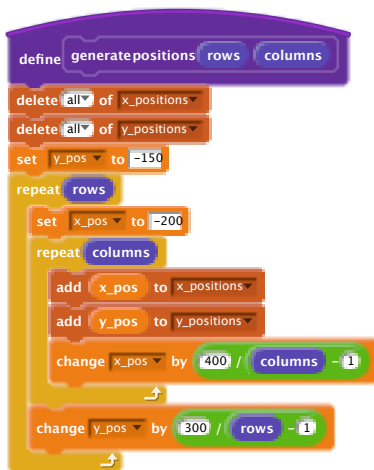 define generatepositions rows columns
delete all of x_positions
delete all of y_positions
set y_pos to -150
repeat rows
set x_pos to -200
repeat columns
add x_pos to x_positions
add y_pos to y_positions
change x_pos by 400 / columns - 1
change y_pos by 300 / rows - 1